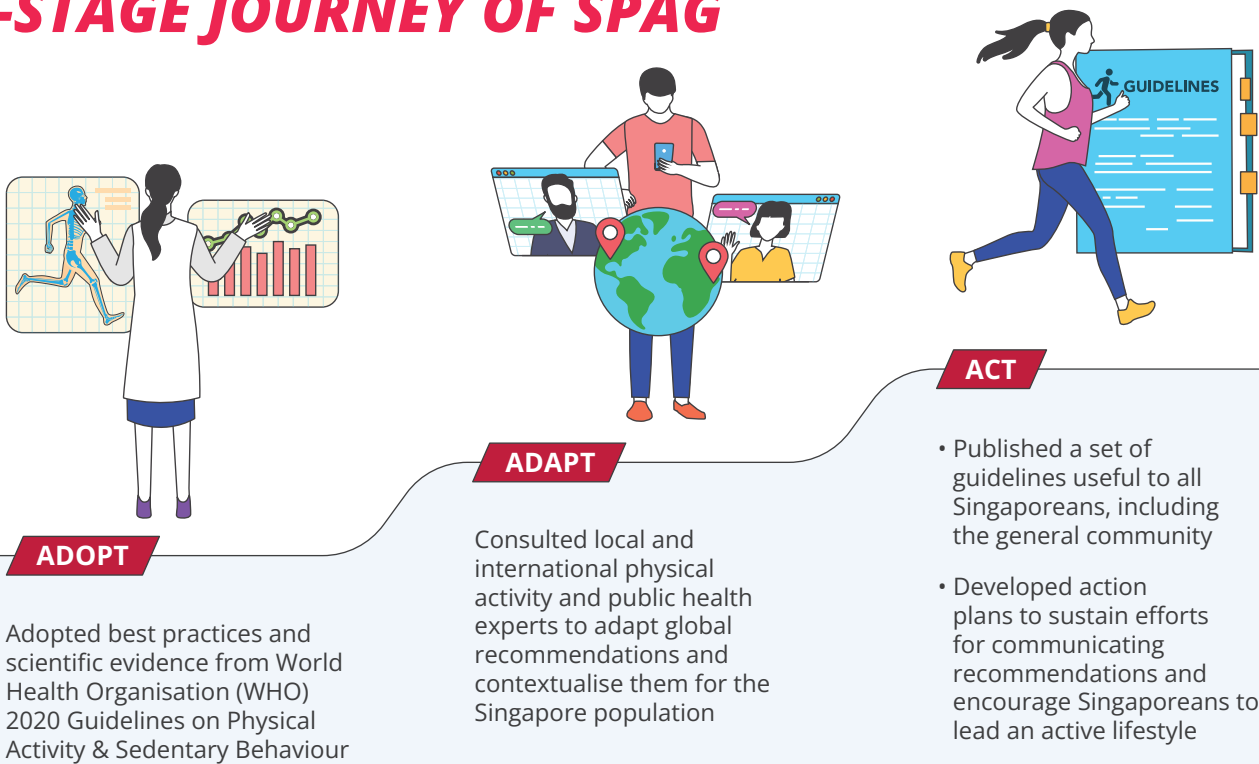 -STAGE JOURNEY OF SPAG
GUIDELINES
ACT
• Published a set of
guidelines useful to all
Singaporeans, including
the general community
• Developed action
plans to sustain efforts
for communicating
recommendations and
encourage Singaporeans to
lead an active lifestyle
ADAPT
Consulted local and
international physical
activity and public health
experts to adapt global
recommendations and
contextualise them for the
Singapore population
ADOPT
Adopted best practices and
scientific evidence from World
Health Organisation (WHO)
2020 Guidelines on Physical
Activity & Sedentary Behaviour